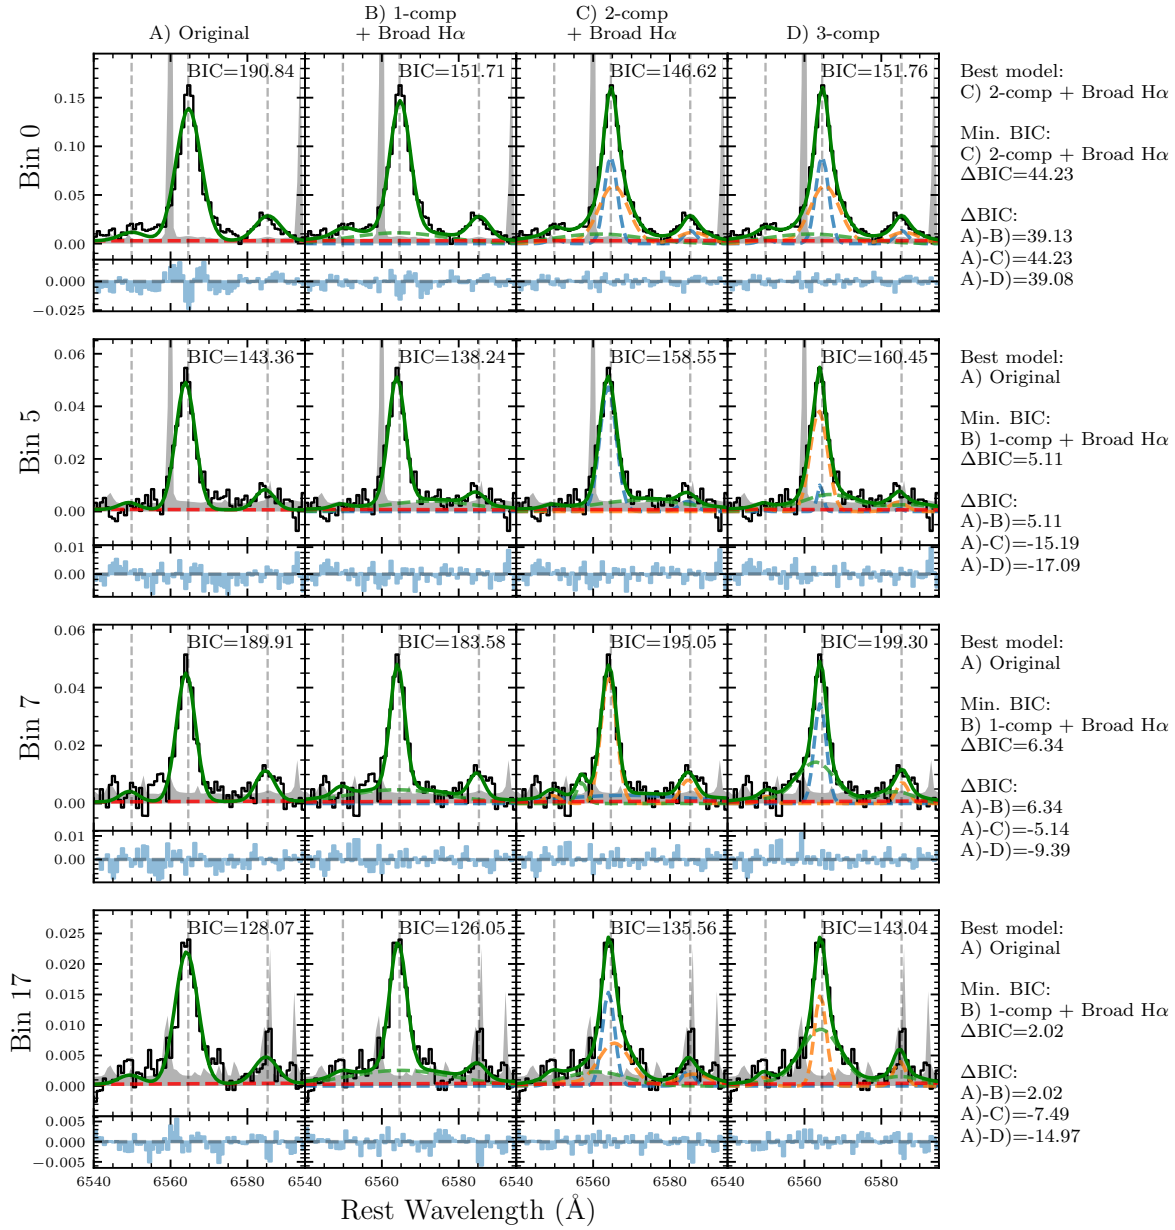 A) Original
B) 1-comp
+ Broad Hα
C) 2-comp
+ Broad Hα
D) 3-comp
Bin 0
0.15
0.10
0.05
0.00
0.000
−0.025
BIC=190.84
BIC=151.71
BIC=146.62
BIC=151.76
Best model:
C) 2-comp + Broad Hα
Min. BIC:
C) 2-comp + Broad Hα
ΔBIC=44.23
ΔBIC:
A)-B)=39.13
A)-C)=44.23
A)-D)=39.08
Bin 5
0.06
0.04
0.02
0.00
0.01
0.00
BIC=143.36
BIC=138.24
BIC=158.55
BIC=160.45
Best model:
A) Original
Min. BIC:
B) 1-comp + Broad Hα
ΔBIC=5.11
ΔBIC:
A)-B)=5.11
A)-C)=-15.19
A)-D)=-17.09
Bin 7
0.06
0.04
0.02
0.00
0.01
0.00
BIC=189.91
BIC=183.58
BIC=195.05
BIC=199.30
Best model:
A) Original
Min. BIC:
B) 1-comp + Broad Hα
ΔBIC=6.34
ΔBIC:
A)-B)=6.34
A)-C)=-5.14
A)-D)=-9.39
Bin 17
0.025
0.020
0.015
0.010
0.005
0.000
0.005
0.000
−0.005
BIC=128.07
BIC=126.05
BIC=135.56
BIC=143.04
Best model:
A) Original
Min. BIC:
B) 1-comp + Broad Hα
ΔBIC=2.02
ΔBIC:
A)-B)=2.02
A)-C)=-7.49
A)-D)=-14.97
6540 6560 6580 6540 6560 6580 6540 6560 6580 6540 6560 6580
Rest Wavelength (Å)